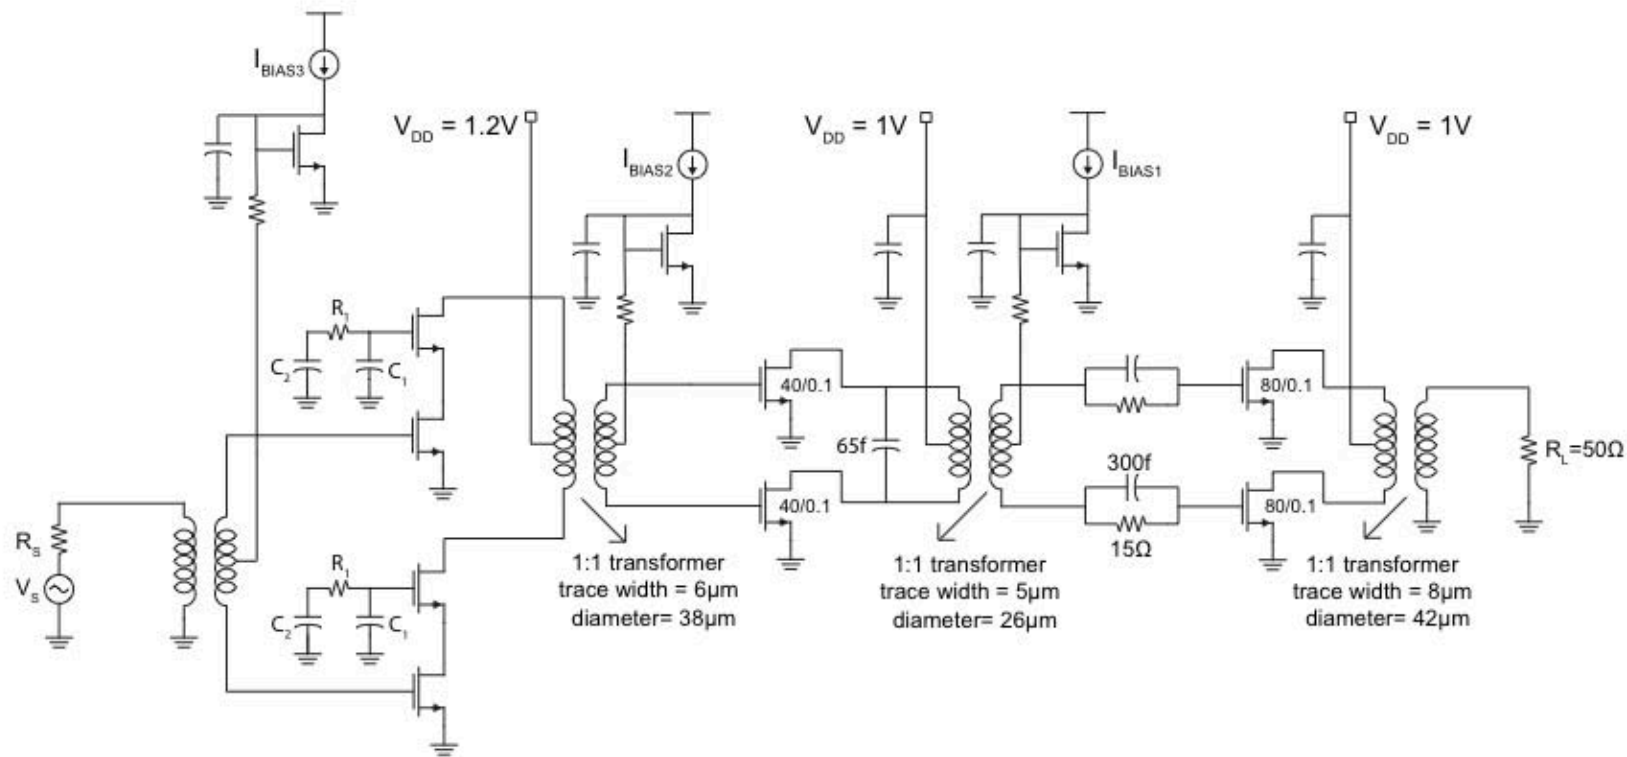 I_BIAS3
V_DD = 1.2V
V_DD = 1V
V_DD = 1V
I_BIAS2
I_BIAS1
R_1
C_2
C_1
40/0.1
80/0.1
65f
300f
R_L=50Ω
40/0.1
80/0.1
15Ω
R_S
V_S
R_1
C_2
C_1
1:1 transformer
trace width = 6µm
diameter= 38µm
1:1 transformer
trace width = 5µm
diameter= 26µm
1:1 transformer
trace width = 8µm
diameter= 42µm